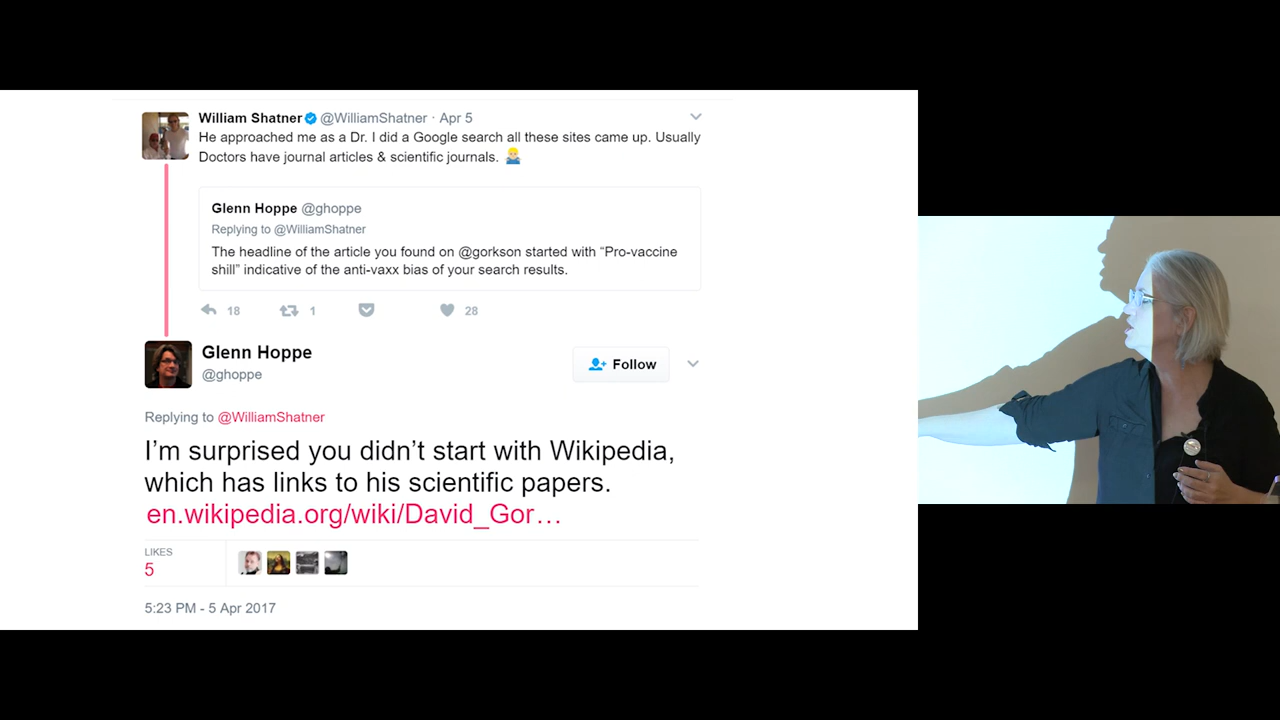 William Shatner @WilliamShatner · Apr 5
He approached me as a Dr. I did a Google search all these sites came up. Usually
Doctors have journal articles & scientific journals.
Glenn Hoppe @ghoppe
Replying to @WilliamShatner
The headline of the article you found on @gorkson started with “Pro-vaccine
shill” indicative of the anti-vaxx bias of your search results.
18 1 28
Glenn Hoppe
@ghoppe
Follow
Replying to @WilliamShatner
I’m surprised you didn’t start with Wikipedia,
which has links to his scientific papers.
en.wikipedia.org/wiki/David_Gor…
LIKES
5
5:23 PM - 5 Apr 2017